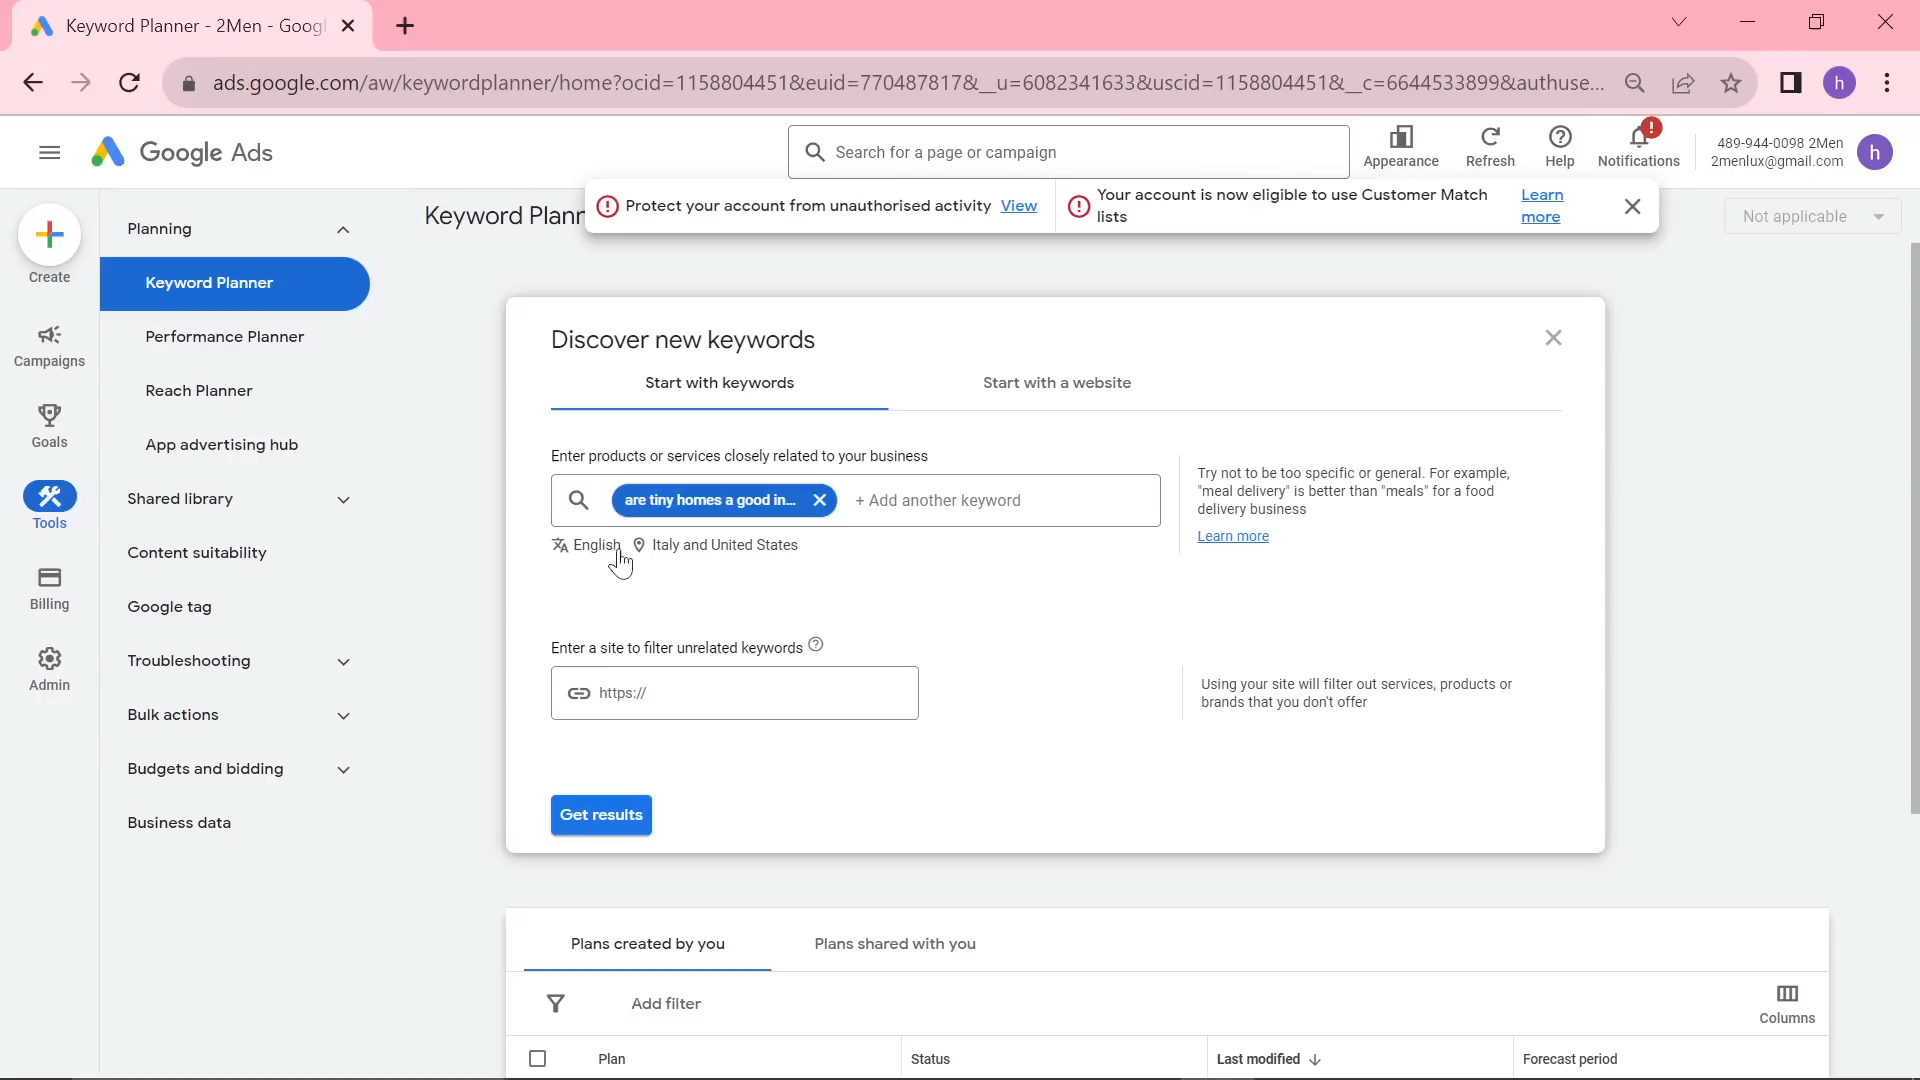 Keyword Planner - 2Men - Googl
ads.google.com/aw/keywordplanner/home?ocid=1158804451&euid=770487817&__u=6082341633&uscid=1158804451&__c=6644533899&authuse...
h
Google Ads
Search for a page or campaign
Appearance
Refresh
Help
Notifications
489-944-0098 2Men
2menlux@gmail.com
h
Protect your account from unauthorised activity View
Your account is now eligible to use Customer Match lists
Learn more
Keyword Plann
Not applicable
Create
Campaigns
Goals
Tools
Billing
Admin
Planning
Keyword Planner
Performance Planner
Reach Planner
App advertising hub
Shared library
Content suitability
Google tag
Troubleshooting
Bulk actions
Budgets and bidding
Business data
Discover new keywords
Start with keywords
Start with a website
Enter products or services closely related to your business
are tiny homes a good in...
+ Add another keyword
English
Italy and United States
Try not to be too specific or general. For example,
"meal delivery" is better than "meals" for a food
delivery business
Learn more
Enter a site to filter unrelated keywords
https://
Using your site will filter out services, products or
brands that you don't offer
Get results
Plans created by you
Plans shared with you
Add filter
Columns
Plan
Status
Last modified
Forecast period